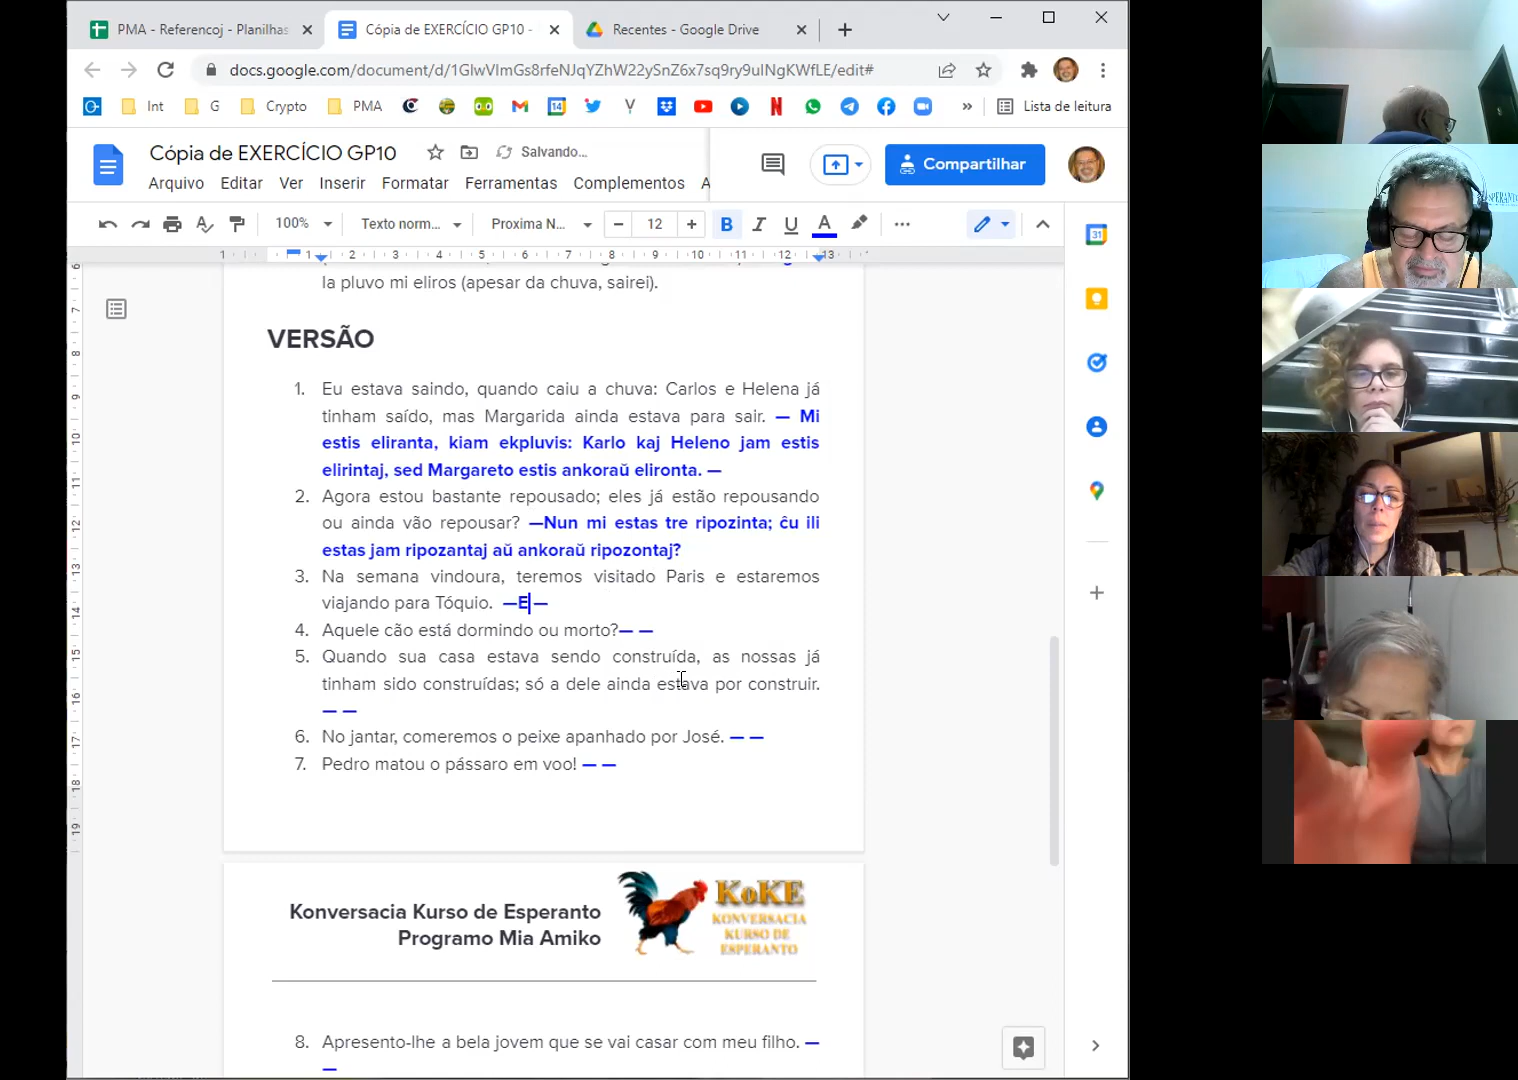 PMA - Referencoj - Planilhas
Cópia de EXERCÍCIO GP10 -
Recentes - Google Drive
docs.google.com/document/d/1GlwVImGs8rfeNJqYZhW22ySnZ6x7sq9ry9uINgKWfLE/edit#
Int
G
Crypto
PMA
Lista de leitura
Cópia de EXERCÍCIO GP10
Salvando...
Compartilhar
Arquivo Editar Ver Inserir Formatar Ferramentas Complementos A
100% Texto norm... Proxima N... 12 B I U A
la pluvo mi eliros (apesar da chuva, sairei).
VERSÃO
1. Eu estava saindo, quando caiu a chuva: Carlos e Helena já
tinham saído, mas Margarida ainda estava para sair. — Mi
estis eliranta, kiam ekpluvis: Karlo kaj Heleno jam estis
elirintaj, sed Margareto estis ankoraŭ elironta. —
2. Agora estou bastante repousado; eles já estão repousando
ou ainda vão repousar? —Nun mi estas tre ripozinta; ĉu ili
estas jam ripozantaj aŭ ankoraŭ ripozontaj?
3. Na semana vindoura, teremos visitado Paris e estaremos
viajando para Tóquio. —E—
4. Aquele cão está dormindo ou morto?— —
5. Quando sua casa estava sendo construída, as nossas já
tinham sido construídas; só a dele ainda estava por construir.
— —
6. No jantar, comeremos o peixe apanhado por José. — —
7. Pedro matou o pássaro em voo! — —
Konversacia Kurso de Esperanto
Programo Mia Amiko
KoKE
KONVERSACIA
KURSO DE
ESPERANTO
8. Apresento-lhe a bela jovem que se vai casar com meu filho. —
—